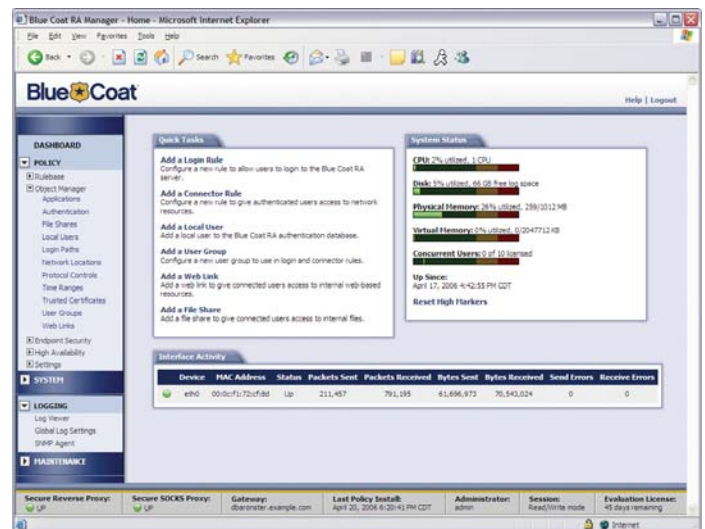 Blue Coat RA Manager - Home - Microsoft Internet Explorer
File Edit View Favorites Tools Help
Back Search Favorites
Blue Coat
Help | Logout
DASHBOARD
POLICY
Rulebase
Object Manager
Applications
Authentication
File Shares
Local Users
Login Paths
Network Locations
Protocol Controls
Time Ranges
Trusted Certificates
User Groups
Web Links
Endpoint Security
High Availability
Settings
SYSTEM
LOGGING
Log Viewer
Global Log Settings
SNMP Agent
MAINTENANCE
Quick Tasks
Add a Login Rule
Configure a new rule to allow users to login to the Blue Coat RA
server.
Add a Connector Rule
Configure a new rule to give authenticated users access to network
resources.
Add a Local User
Add a local user to the Blue Coat RA authentication database.
Add a User Group
Configure a new user group to use in login and connector rules.
Add a Web Link
Add a web link to give connected users access to internal web-based
resources.
Add a File Share
Add a file share to give connected users access to internal files.
System Status
CPU: 2% utilized, 1 CPU
Disk: 5% utilized, 66 GB free log space
Physical Memory: 26% utilized, 259/1012 MB
Virtual Memory: 0% utilized, 0/2047712 KB
Concurrent Users: 0 of 10 licensed
Up Since:
April 17, 2006 4:42:55 PM CDT
Reset High Markers
Interface Activity
Device MAC Address Status Packets Sent Packets Received Bytes Sent Bytes Received Send Errors Receive Errors
eth0 00:0c:f1:72:cf:8d Up 211,457 791,195 61,696,973 70,543,024 0 0
Secure Reverse Proxy: Secure SOCKS Proxy: Gateway: Last Policy Install: Administrator: Session: Evaluation License:
UP UP dbaronster.example.com April 20, 2006 6:20:41 PM CDT admin Read/Write mode 45 days remaining
Internet